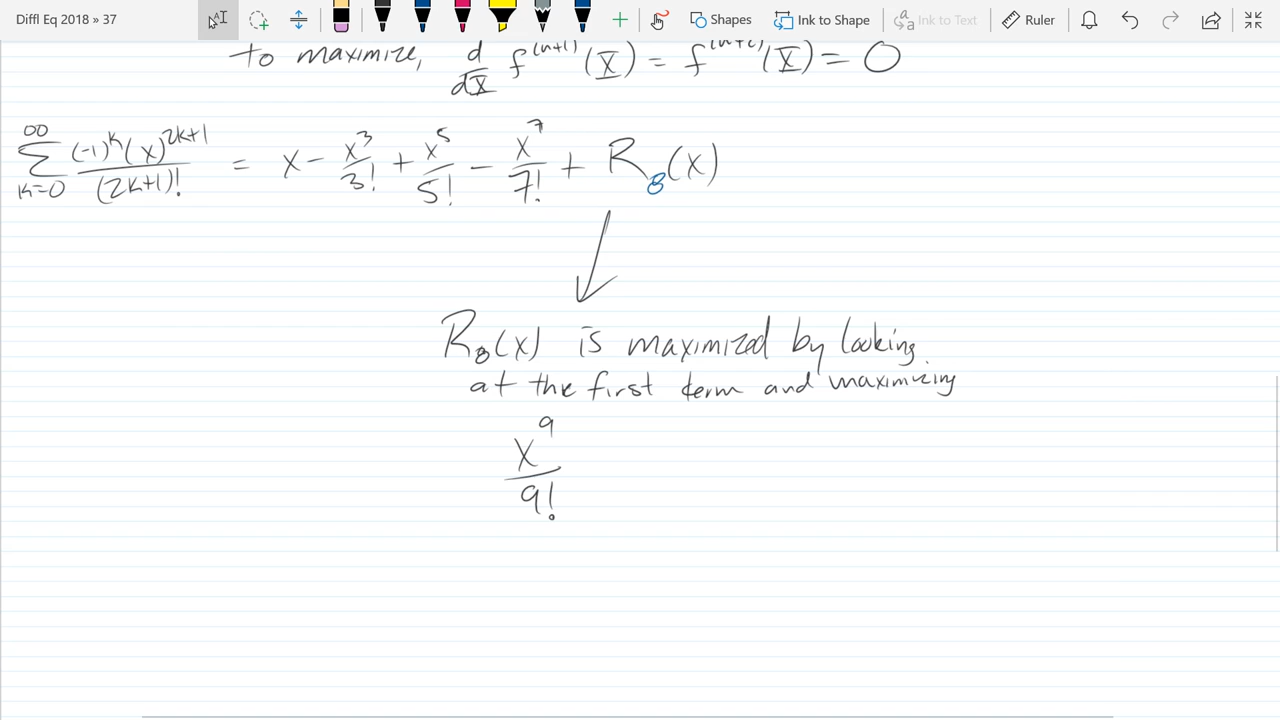 Diffl Eq 2018 » 37
Shapes
Ink to Shape
Ink to Text
Ruler
to maximize, d/dX f^(n+1) (X) = f^(n+2) (X) = 0
∞ ∑ k=0 (-1)^k (x)^2k+1 / (2k+1)! = x - x^3/3! + x^5/5! - x^7/7! + R_8(x)
R_8(x) is maximized by looking
at the first term and maximizing
x^9/9!